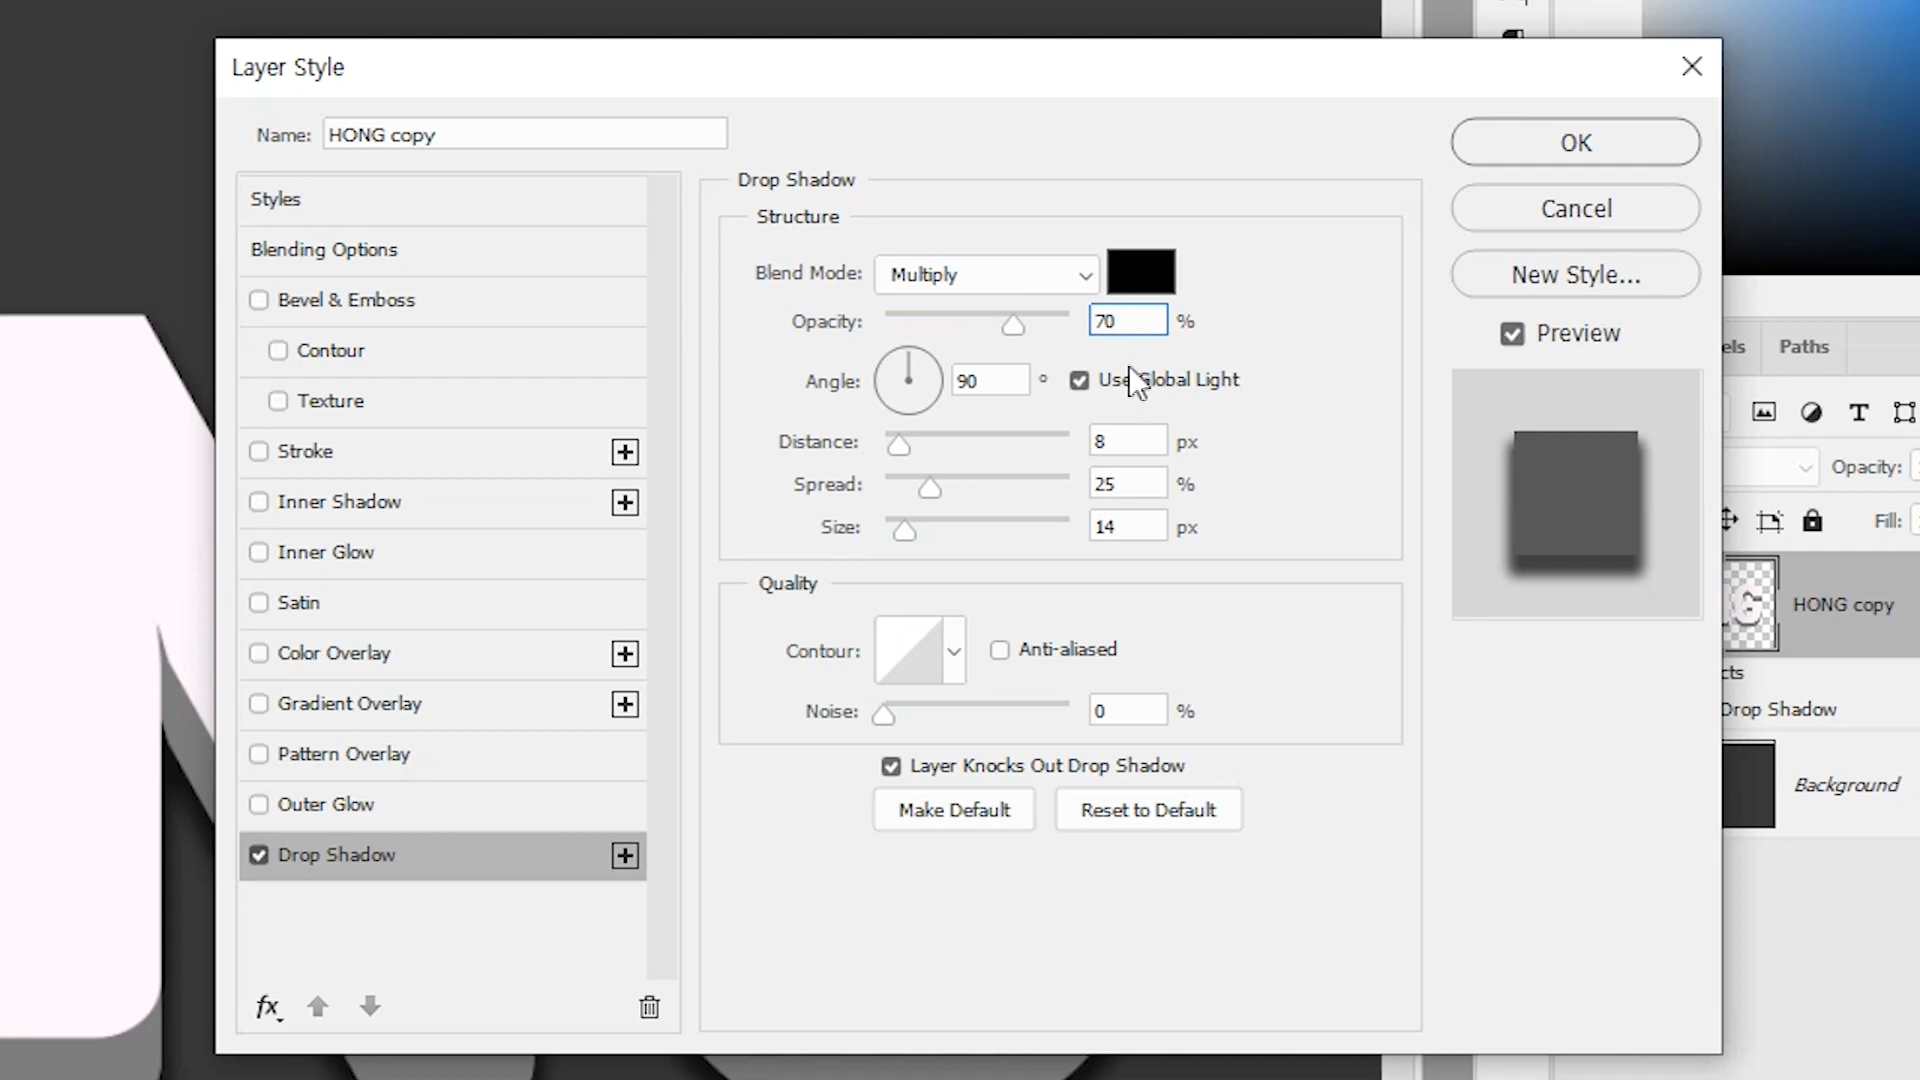 Layer Style
Name: HONG copy
Styles
Blending Options
Bevel & Emboss
Contour
Texture
Stroke
Inner Shadow
Inner Glow
Satin
Color Overlay
Gradient Overlay
Pattern Overlay
Outer Glow
Drop Shadow
fx
Drop Shadow
Structure
Blend Mode: Multiply
Opacity: 70 %
Angle: 90 ° Use Global Light
Distance: 8 px
Spread: 25 %
Size: 14 px
Quality
Contour: Anti-aliased
Noise: 0 %
Layer Knocks Out Drop Shadow
Make Default Reset to Default
OK
Cancel
New Style...
Preview
els Paths
Opacity:
Fill:
HONG copy
cts
Drop Shadow
Background